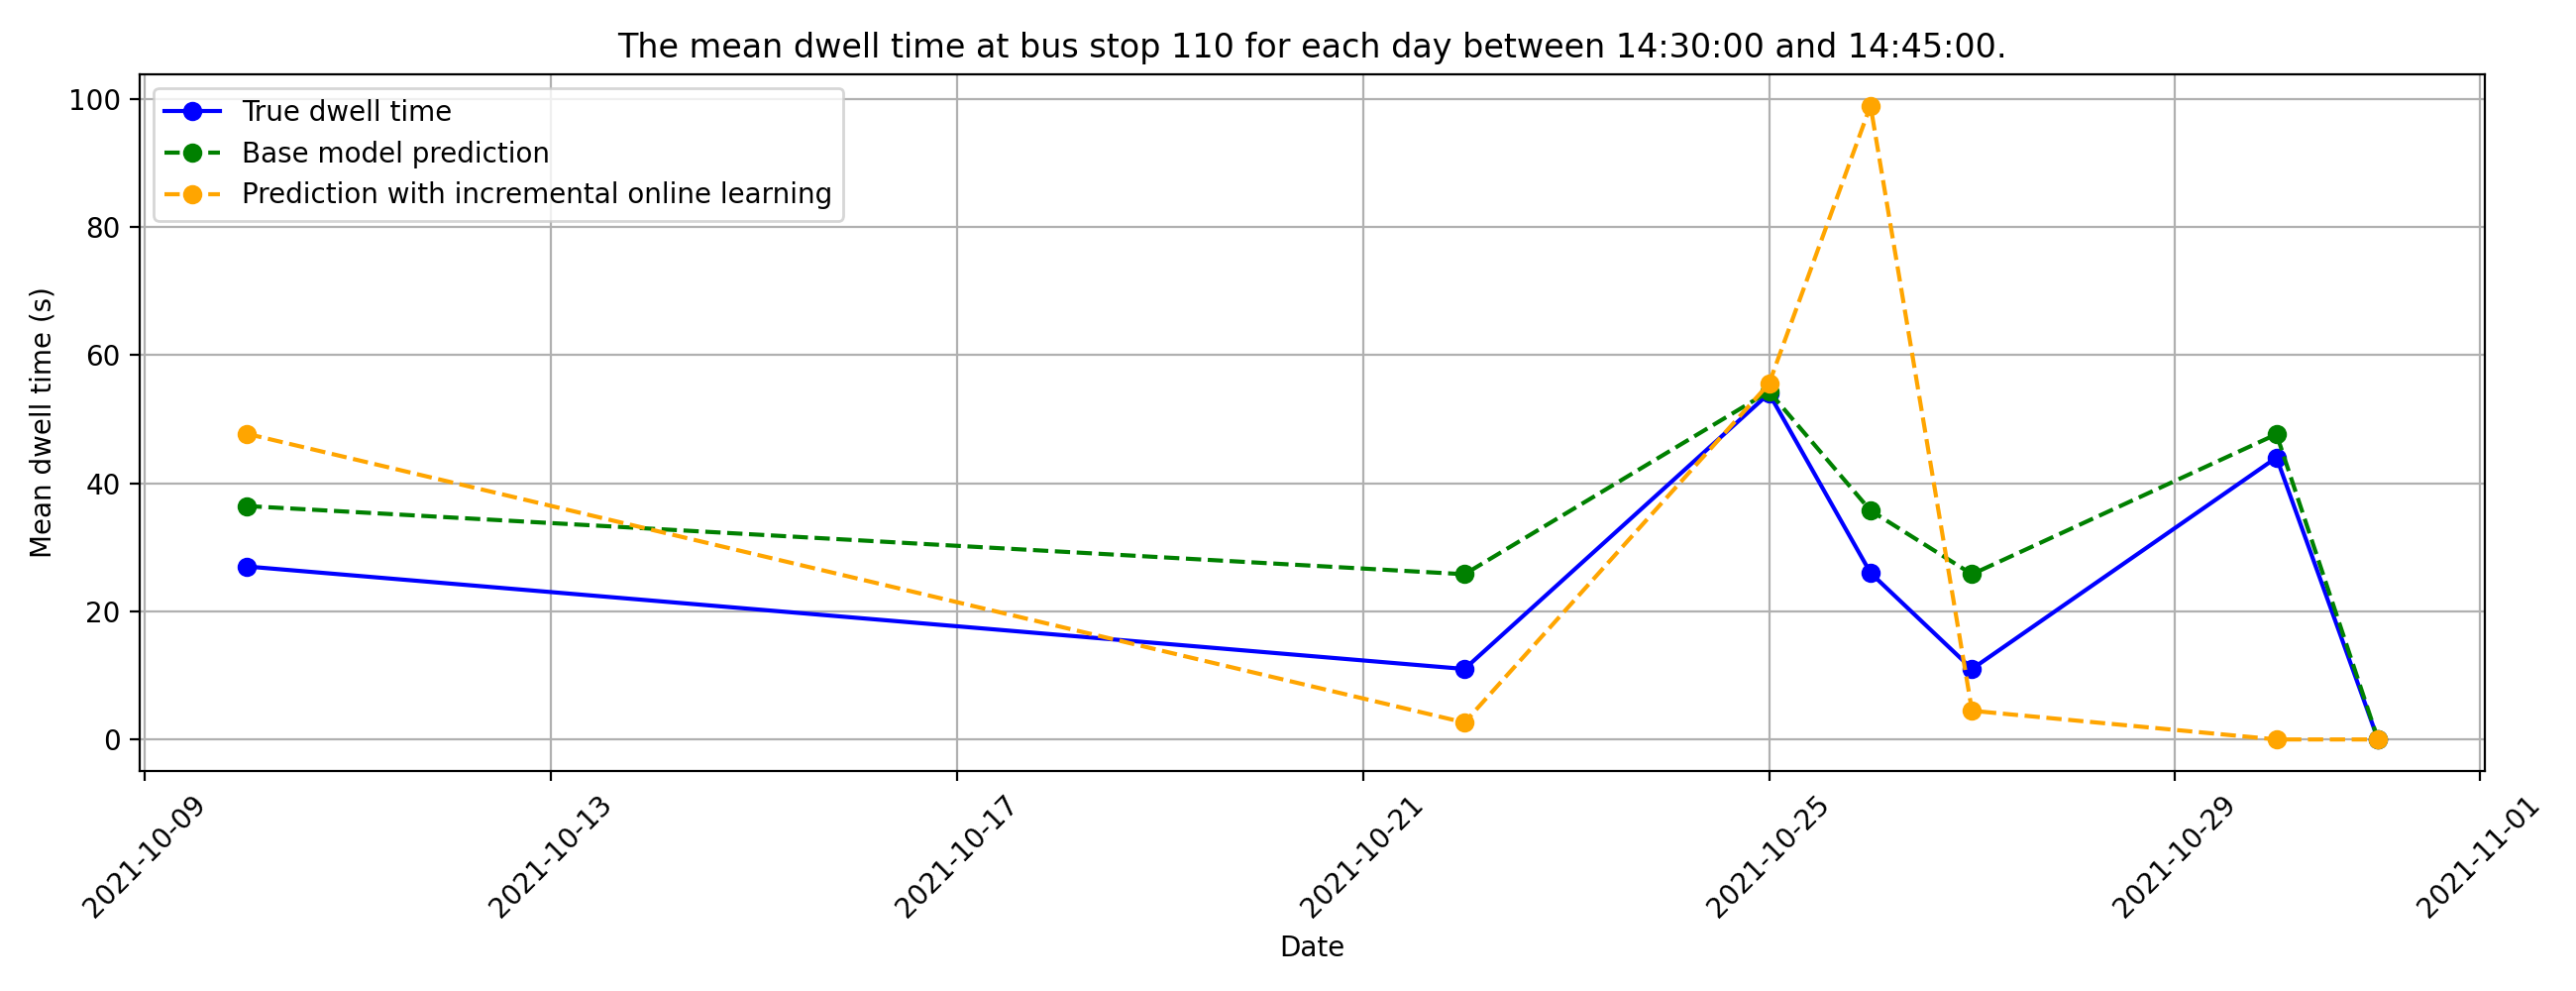 The mean dwell time at bus stop 110 for each day between 14:30:00 and 14:45:00.
True dwell time
Base model prediction
Prediction with incremental online learning
Mean dwell time (s)
100
80
60
40
20
0
2021-10-09
2021-10-13
2021-10-17
2021-10-21
2021-10-25
2021-10-29
2021-11-01
Date